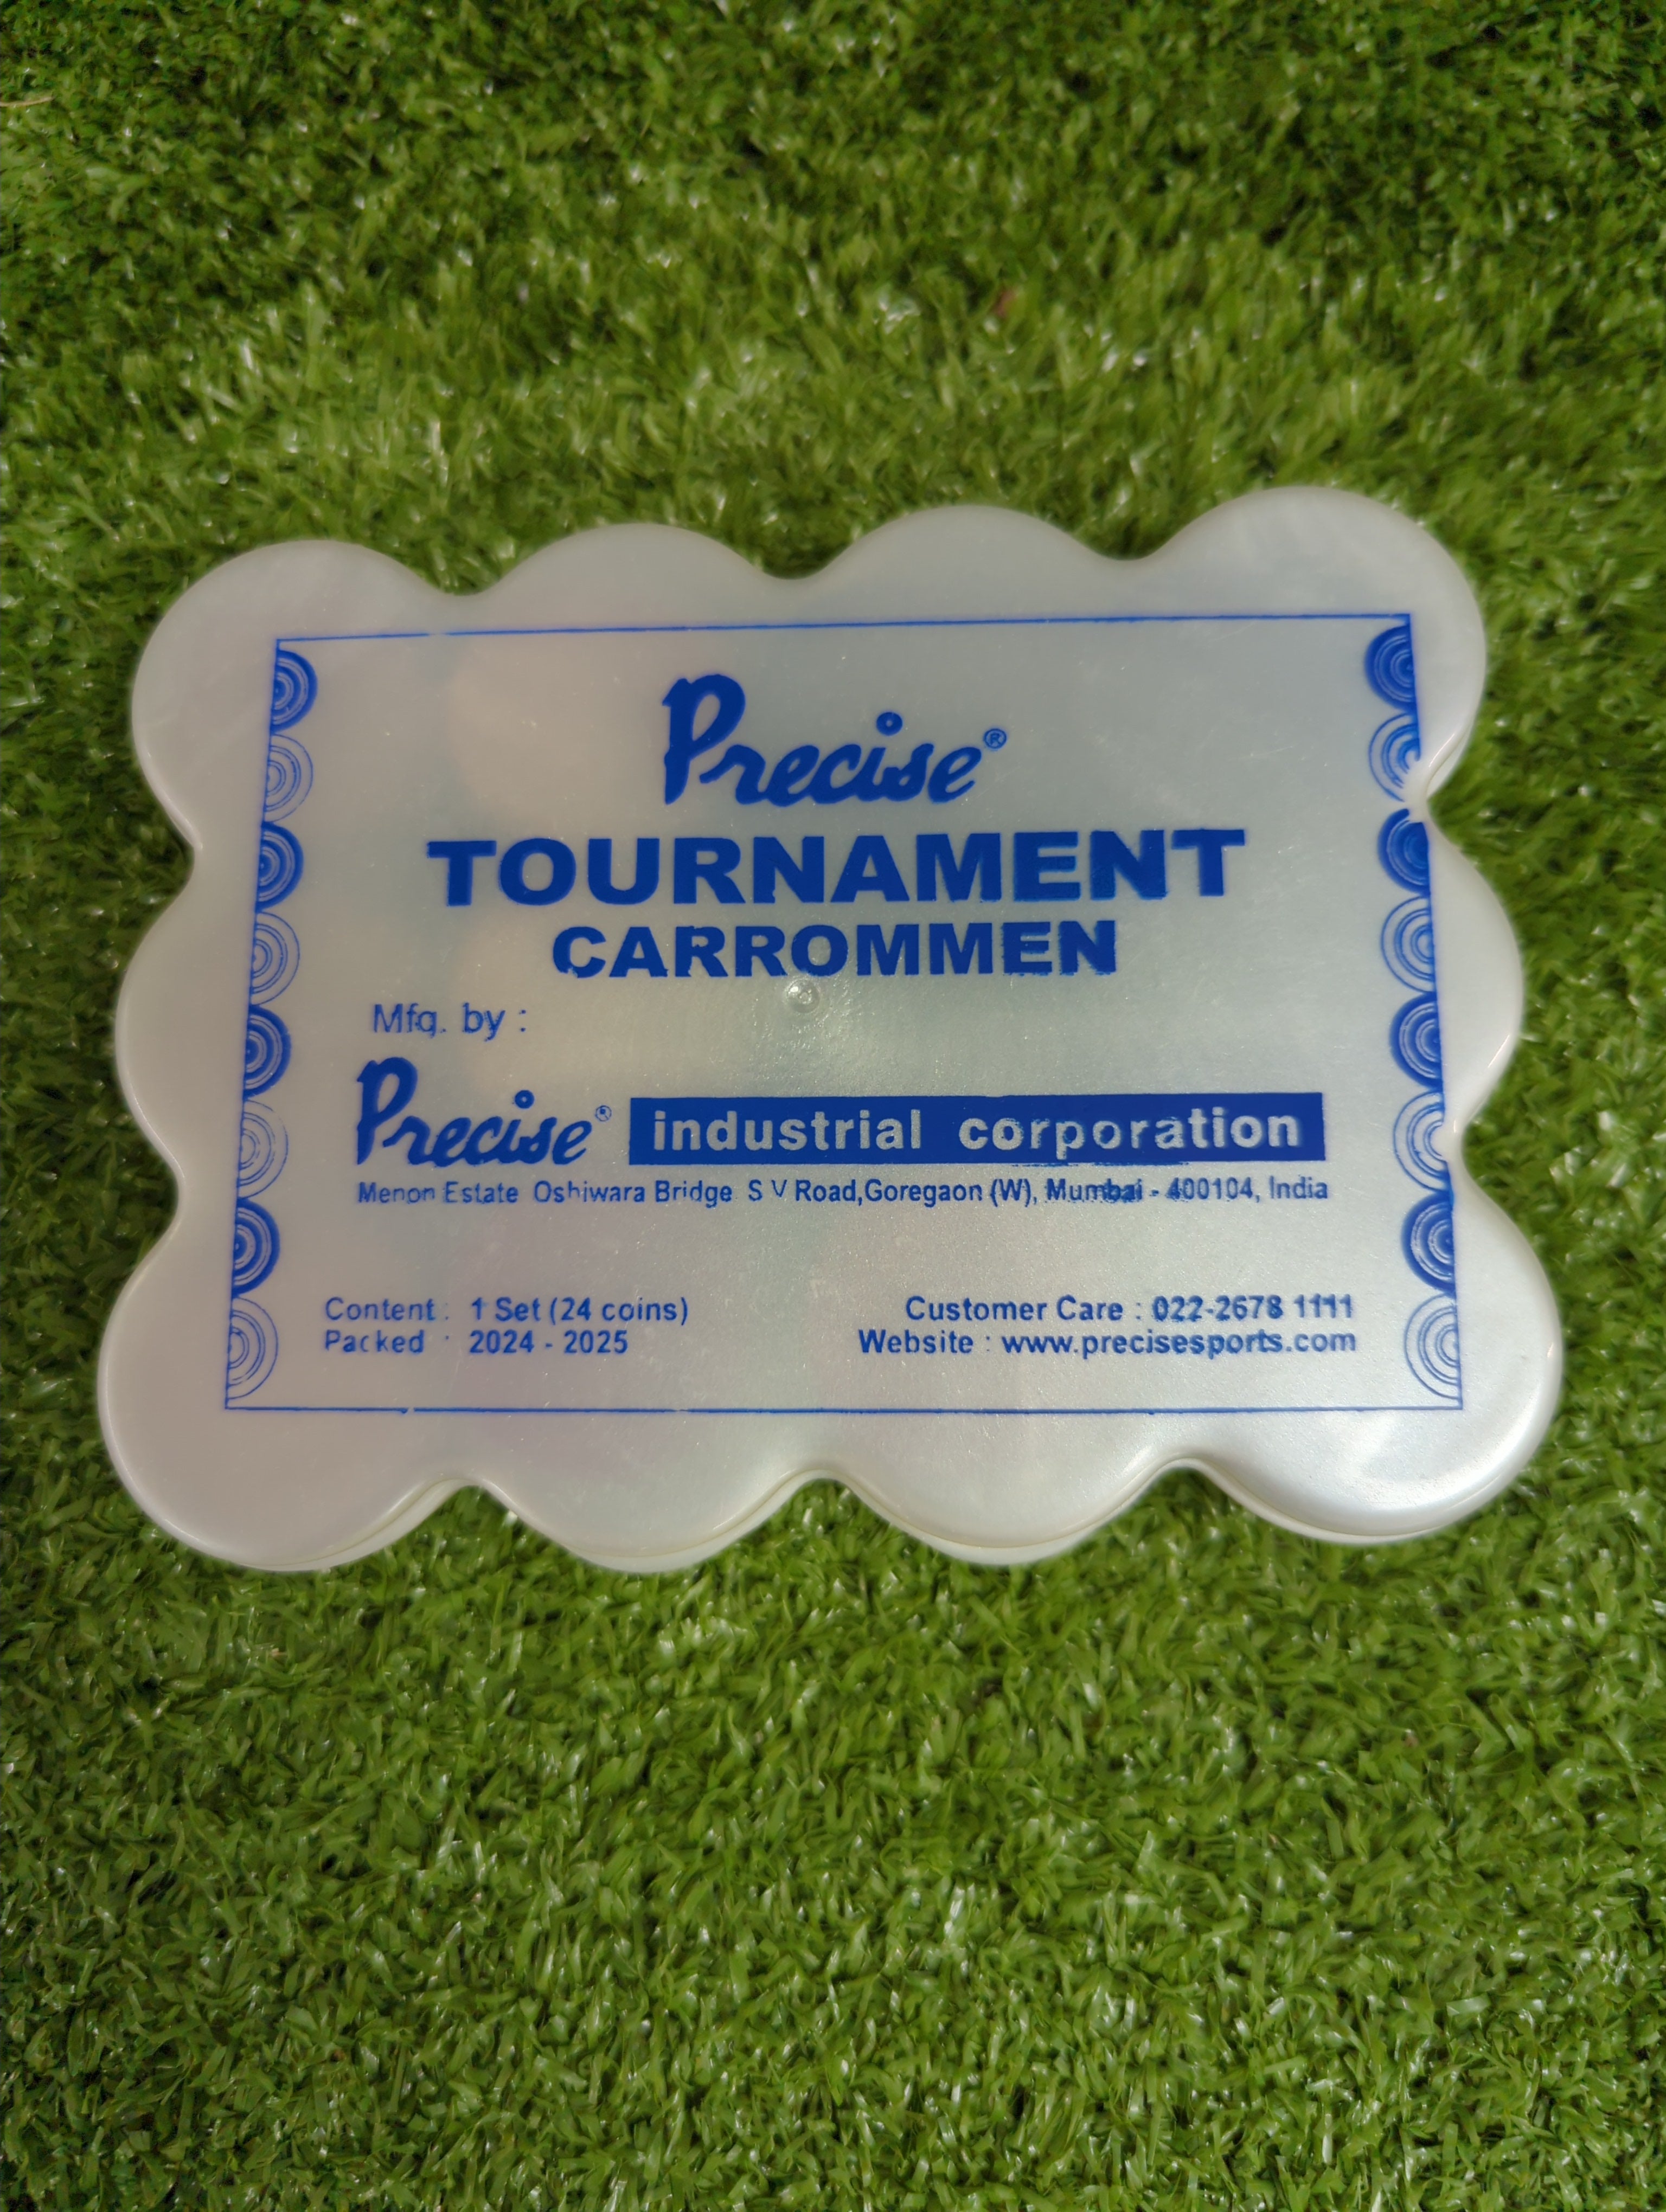 Precise®
TOURNAMENT
CARROMMEN
Mfg. by :
Precise® industrial corporation
Menon Estate Oshiwara Bridge S V Road,Goregaon (W), Mumbai - 400104, India
Content : 1 Set (24 coins)
Packed : 2024 - 2025
Customer Care : 022-2678 1111
Website : www.precisesports.com